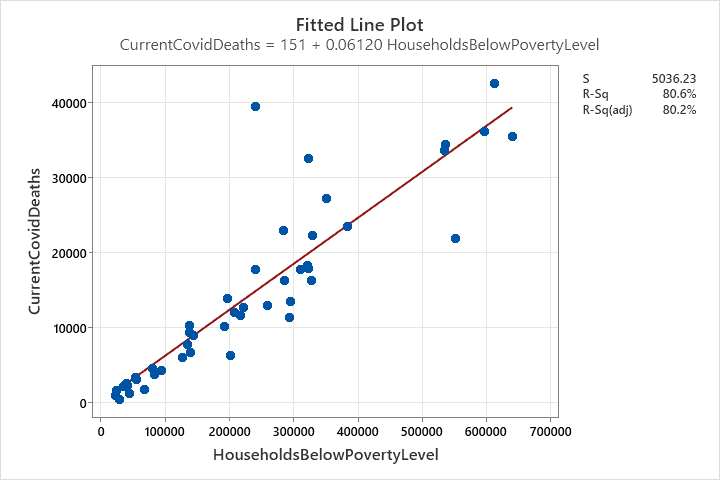 Fitted Line Plot
CurrentCovidDeaths = 151 + 0.06120 HouseholdsBelowPovertyLevel
S 5036.23
R-Sq 80.6%
R-Sq(adj) 80.2%
40000
30000
20000
10000
0
CurrentCovidDeaths
0 100000 200000 300000 400000 500000 600000 700000
HouseholdsBelowPovertyLevel